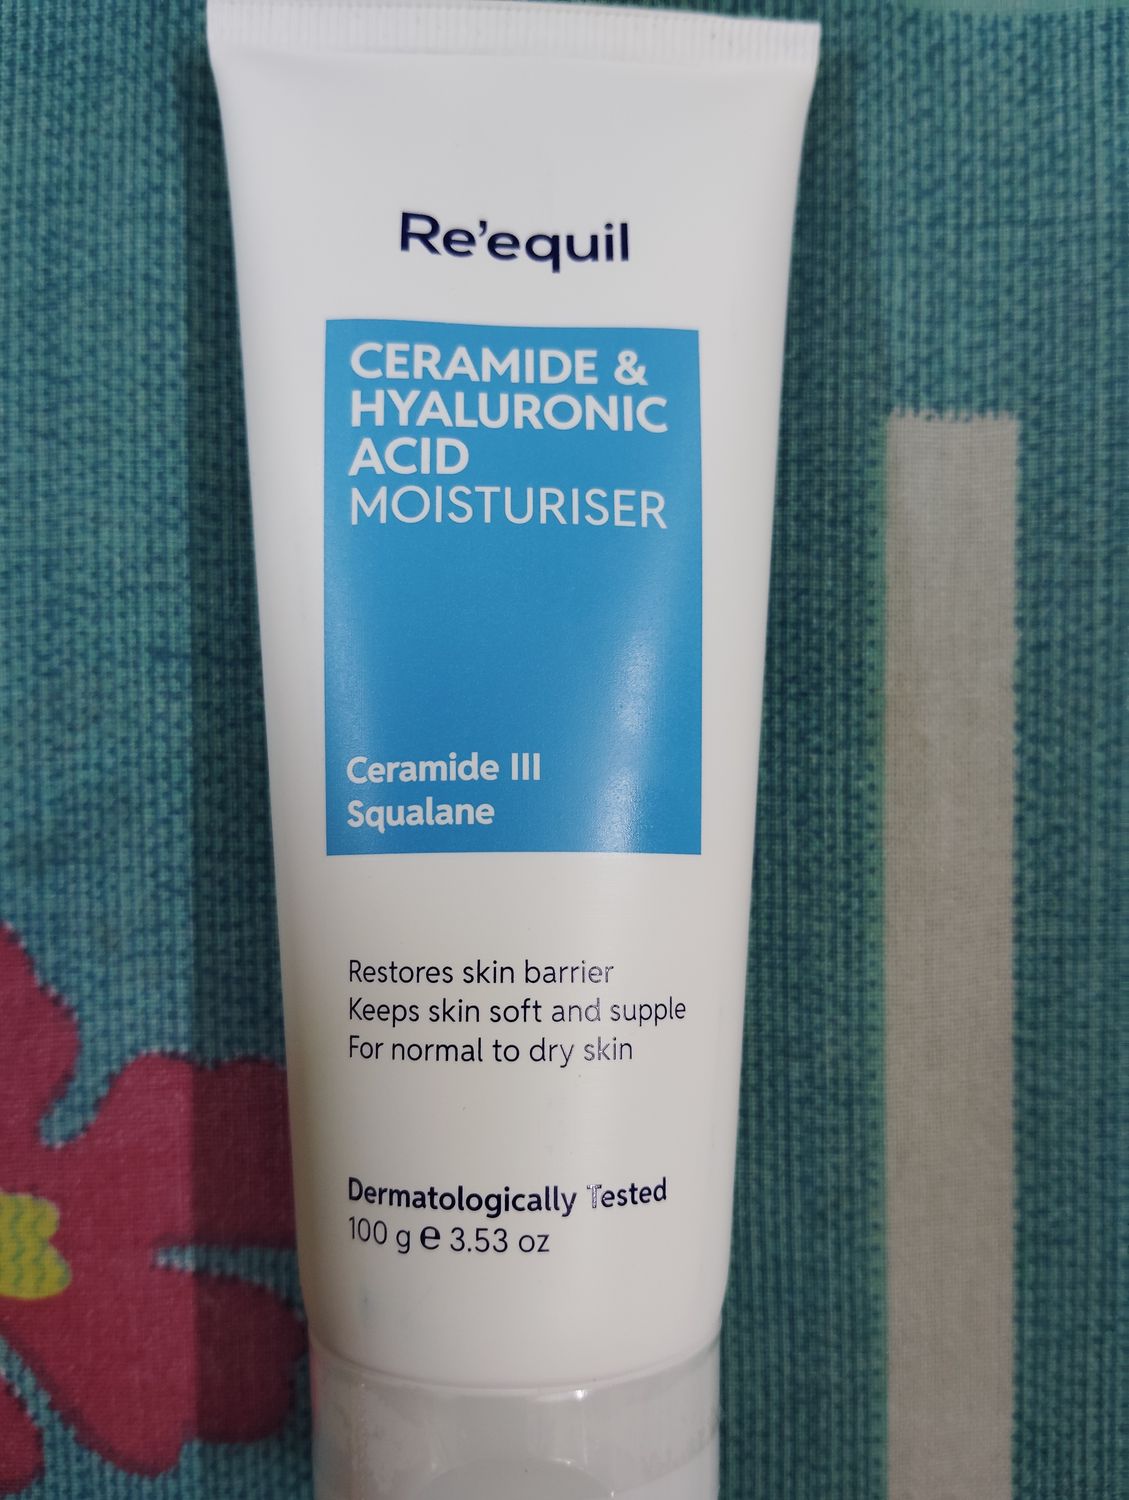 Re'equil
CERAMIDE &
HYALURONIC
ACID
MOISTURISER
Ceramide III
Squalane
Restores skin barrier
Keeps skin soft and supple
For normal to dry skin
Dermatologically Tested
100 g e 3.53 oz